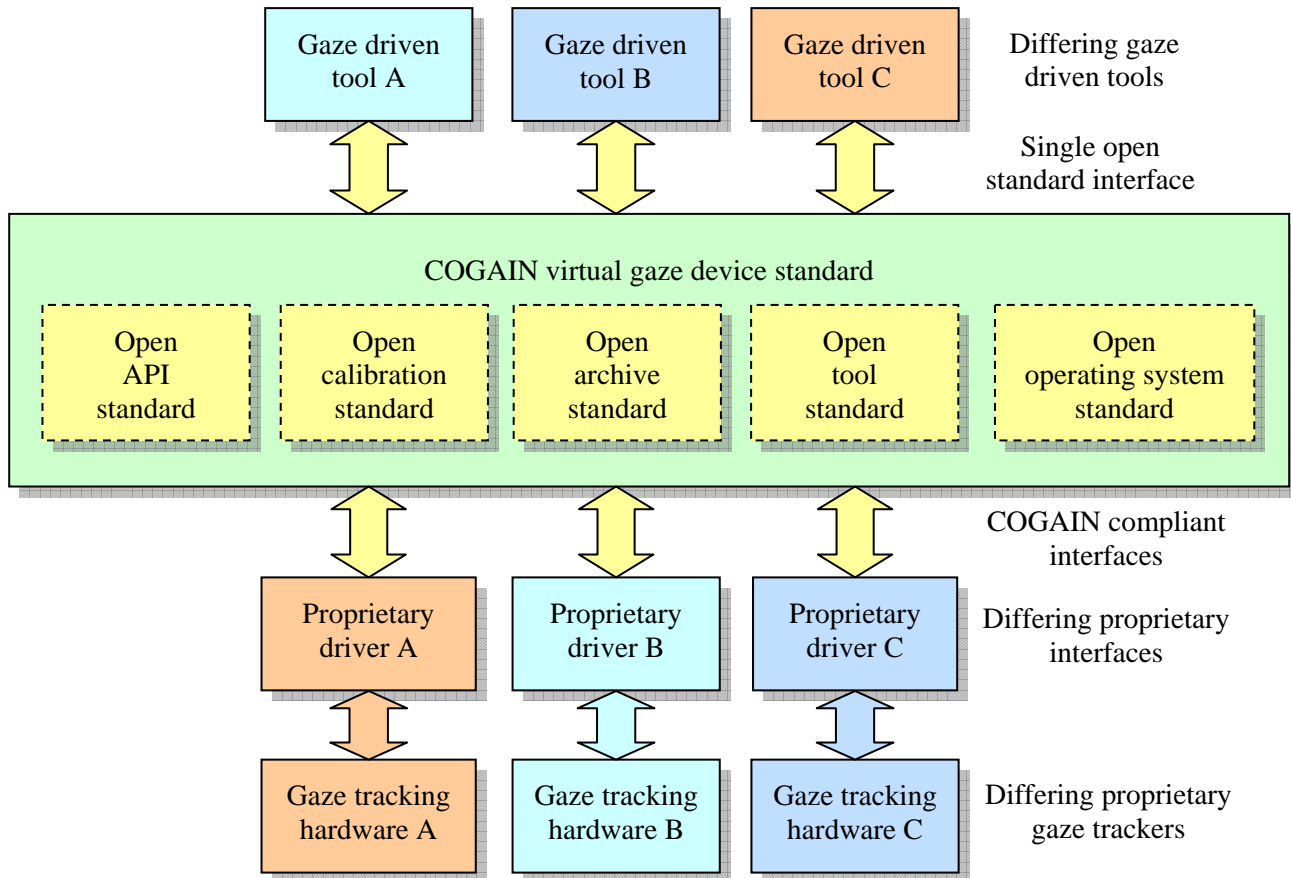 Gaze driven
tool A
Gaze driven
tool B
Gaze driven
tool C
Differing gaze
driven tools
Single open
standard interface
COGAIN virtual gaze device standard
Open
API
standard
Open
calibration
standard
Open
archive
standard
Open
tool
standard
Open
operating system
standard
COGAIN compliant
interfaces
Proprietary
driver A
Proprietary
driver B
Proprietary
driver C
Differing proprietary
interfaces
Gaze tracking
hardware A
Gaze tracking
hardware B
Gaze tracking
hardware C
Differing proprietary
gaze trackers